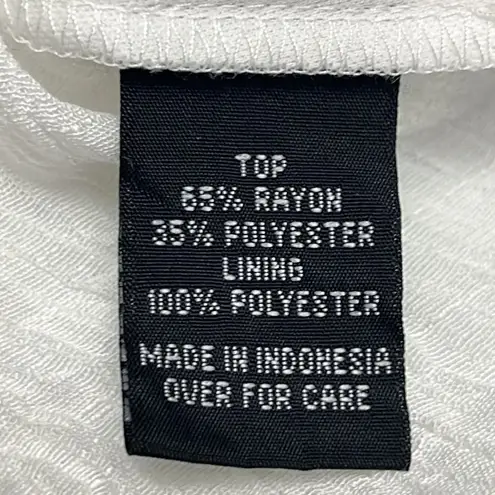 TOP
65% RAYON
35% POLYESTER
LINING
100% POLYESTER
MADE IN INDONESIA
OVER FOR CARE